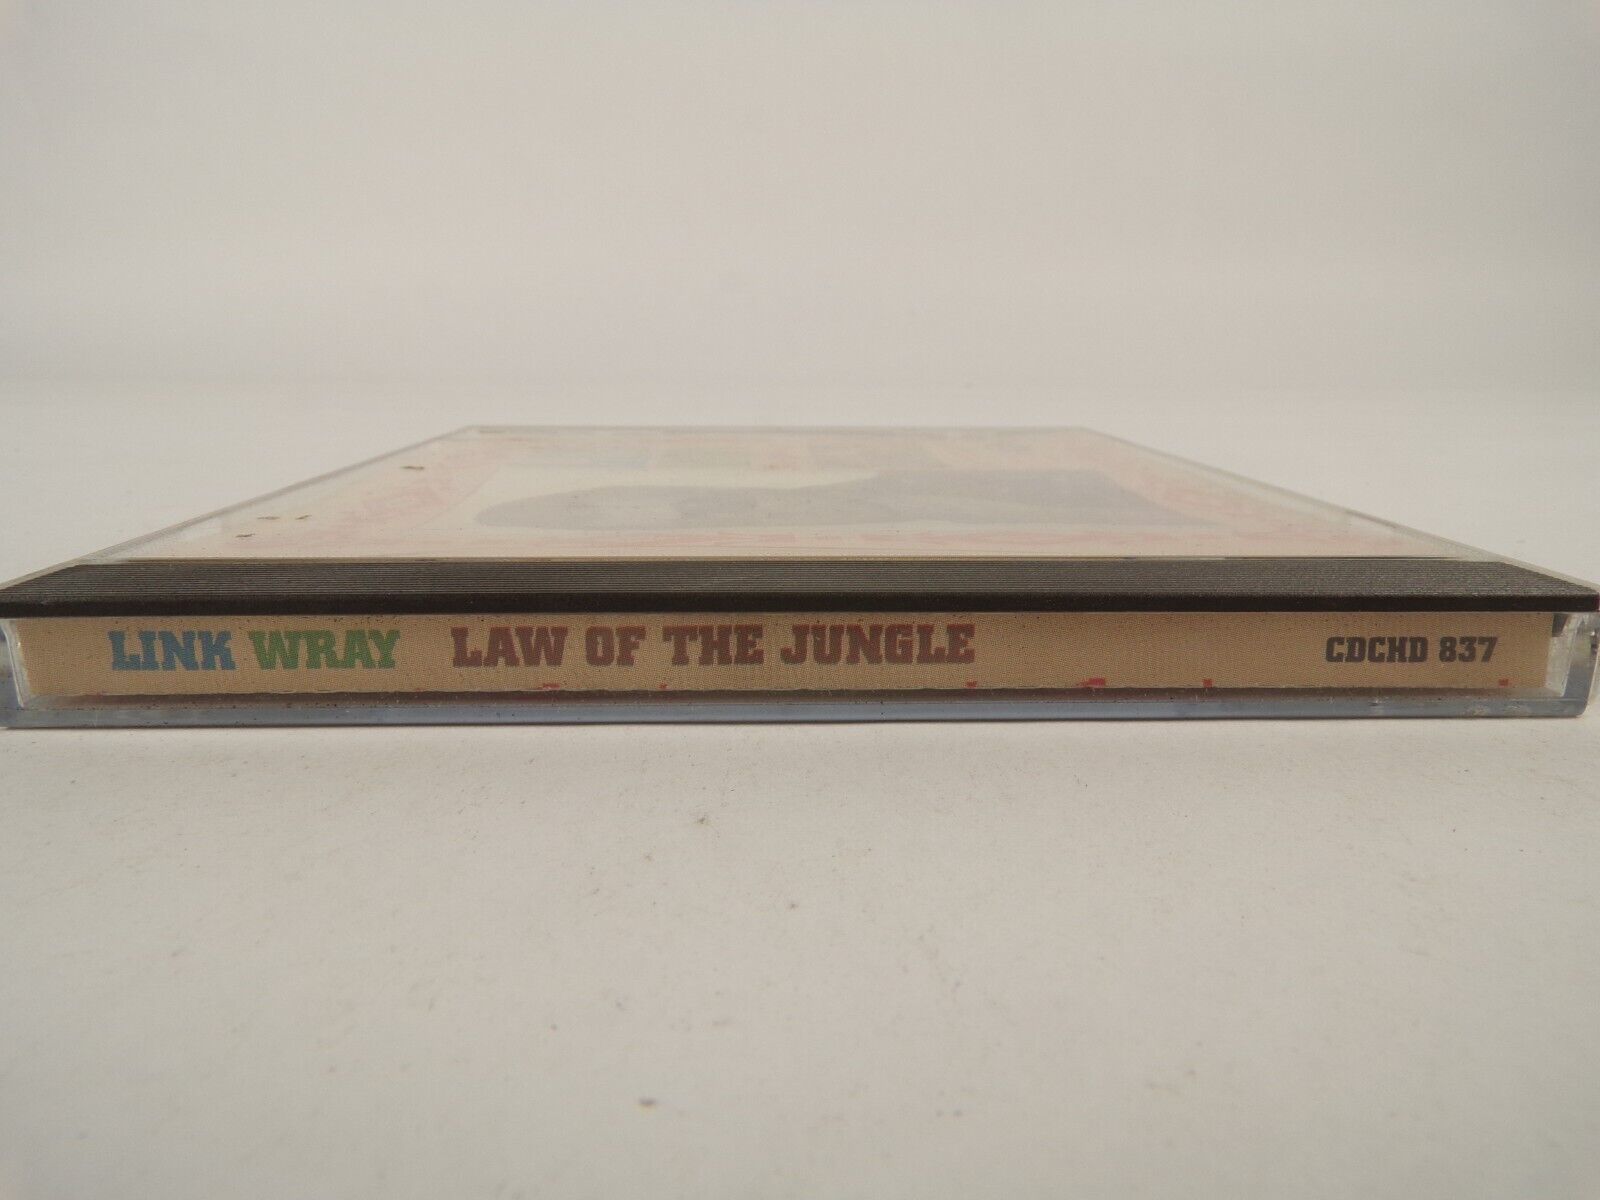 LINK WRAY LAW OF THE JUNGLE CDCHD 837